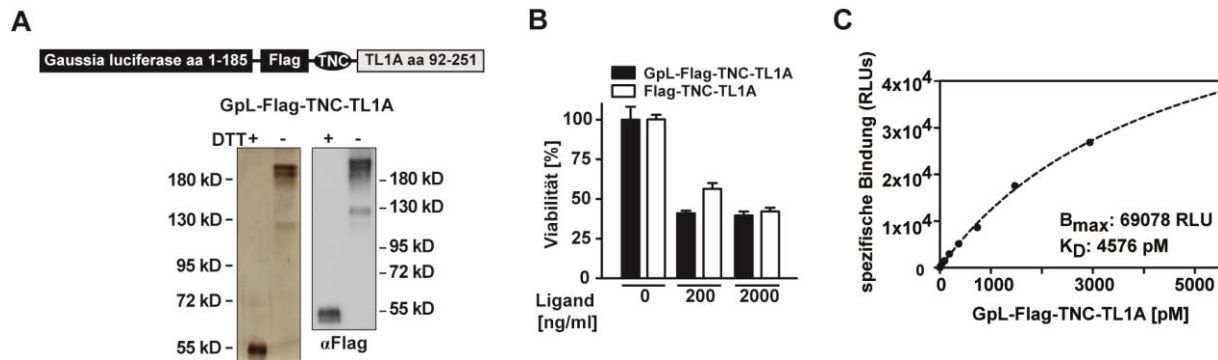 A
Gaussia luciferase aa 1-185
Flag
TNC
TL1A aa 92-251
GpL-Flag-TNC-TL1A
DTT + -
+ -
180 kD
130 kD
95 kD
72 kD
55 kD
180 kD
130 kD
95 kD
72 kD
55 kD
αFlag
B
GpL-Flag-TNC-TL1A
Flag-TNC-TL1A
Viabilität [%]
100
75
50
25
0
Ligand
[ng/ml]
0 200 2000
C
spezifische Bindung (RLUs)
4x10⁴
3x10⁴
2x10⁴
1x10⁴
0
Bmax: 69078 RLU
KD: 4576 pM
0 1000 3000 5000
GpL-Flag-TNC-TL1A [pM]